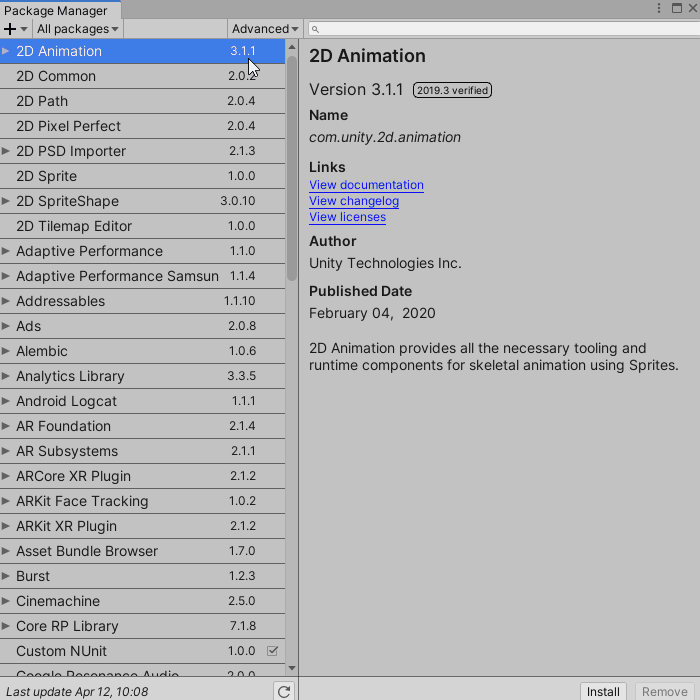 Package Manager
All packages
Advanced
2D Animation 3.1.1
2D Common 2.0.2
2D Path 2.0.4
2D Pixel Perfect 2.0.4
2D PSD Importer 2.1.3
2D Sprite 1.0.0
2D SpriteShape 3.0.10
2D Tilemap Editor 1.0.0
Adaptive Performance 1.1.0
Adaptive Performance Samsun 1.1.4
Addressables 1.1.10
Ads 2.0.8
Alembic 1.0.6
Analytics Library 3.3.5
Android Logcat 1.1.1
AR Foundation 2.1.4
AR Subsystems 2.1.1
ARCore XR Plugin 2.1.2
ARKit Face Tracking 1.0.2
ARKit XR Plugin 2.1.2
Asset Bundle Browser 1.7.0
Burst 1.2.3
Cinemachine 2.5.0
Core RP Library 7.1.8
Custom NUnit 1.0.0
Google Resonance Audio 2.0.0
Last update Apr 12, 10:08
2D Animation
Version 3.1.1 2019.3 verified
Name
com.unity.2d.animation
Links
View documentation
View changelog
View licenses
Author
Unity Technologies Inc.
Published Date
February 04, 2020
2D Animation provides all the necessary tooling and
runtime components for skeletal animation using Sprites.
Install Remove